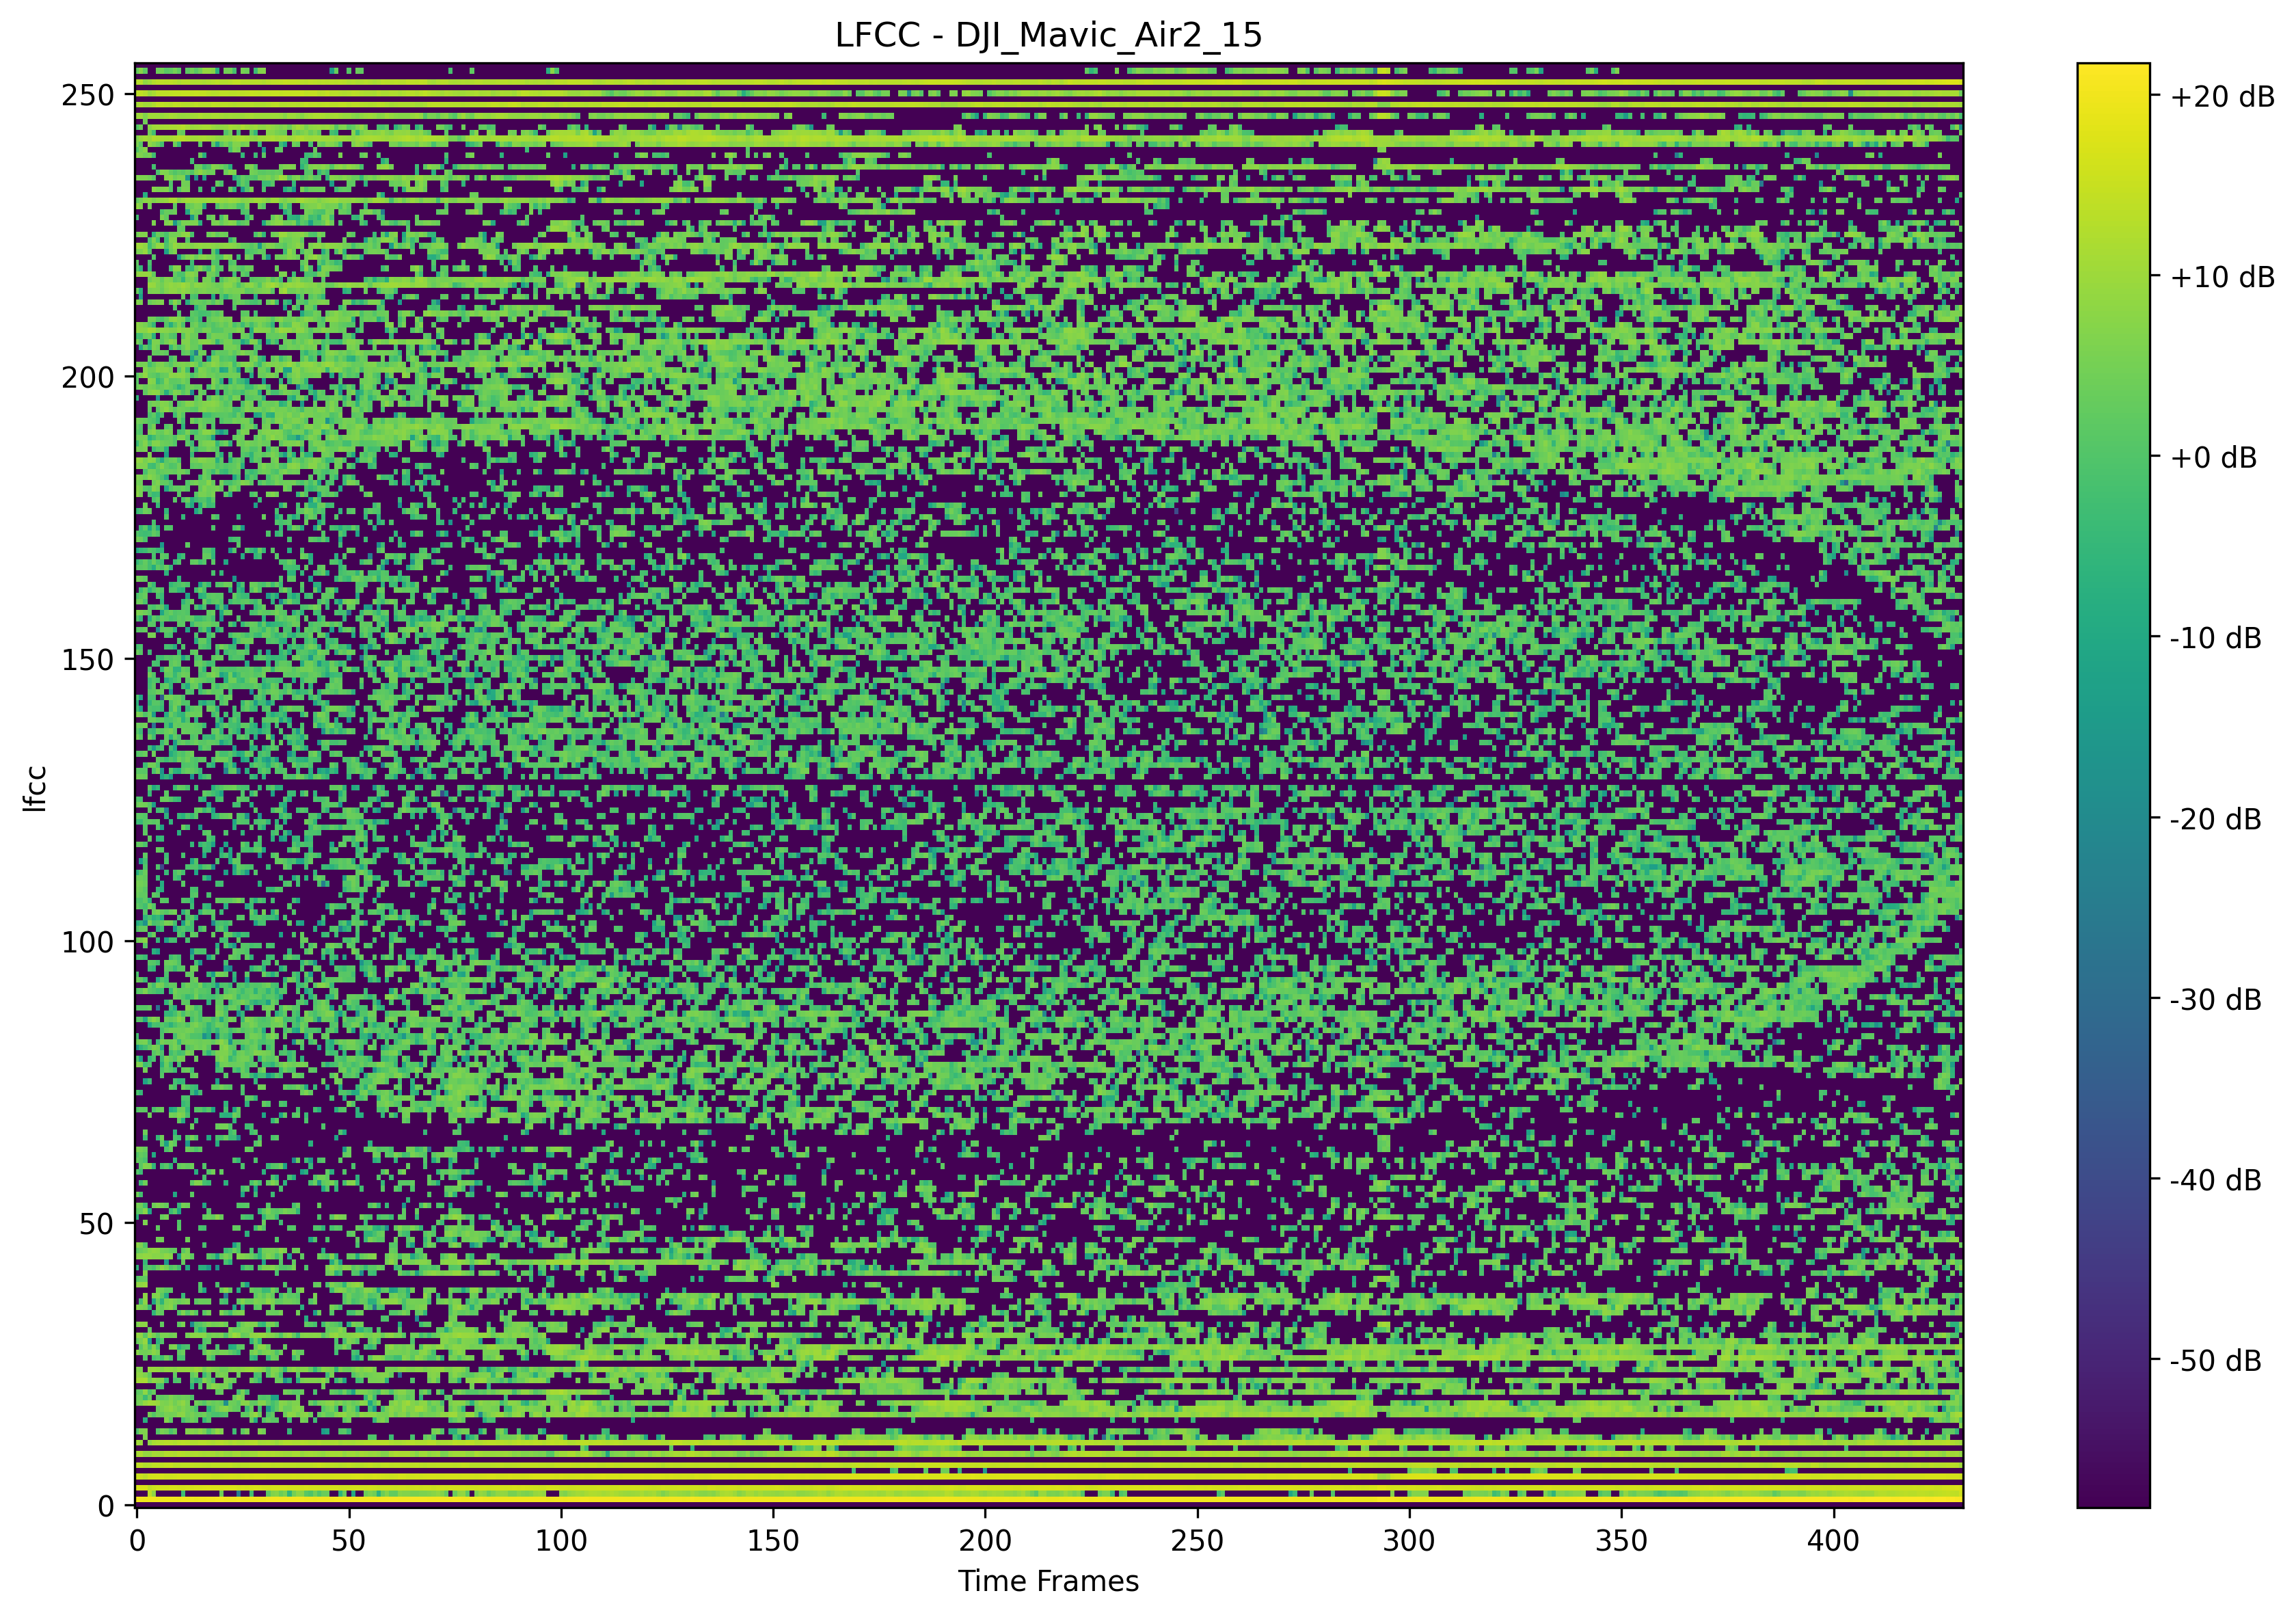 LFCC - DJI_Mavic_Air2_15
lfcc
250
200
150
100
50
0
0 50 100 150 200 250 300 350 400
Time Frames
+20 dB
+10 dB
+0 dB
-10 dB
-20 dB
-30 dB
-40 dB
-50 dB